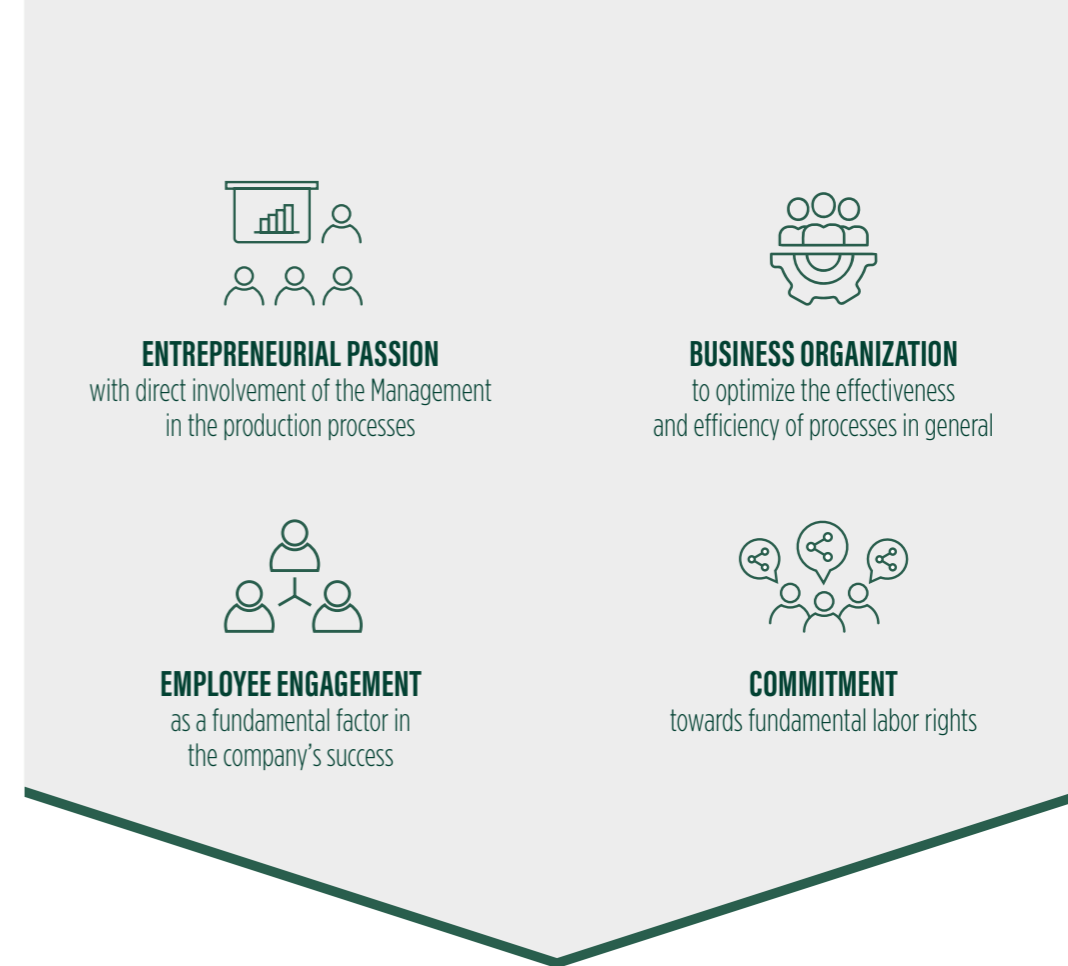 ENTREPRENEURIAL PASSION
with direct involvement of the Management
in the production processes
BUSINESS ORGANIZATION
to optimize the effectiveness
and efficiency of processes in general
EMPLOYEE ENGAGEMENT
as a fundamental factor in
the company’s success
COMMITMENT
towards fundamental labor rights